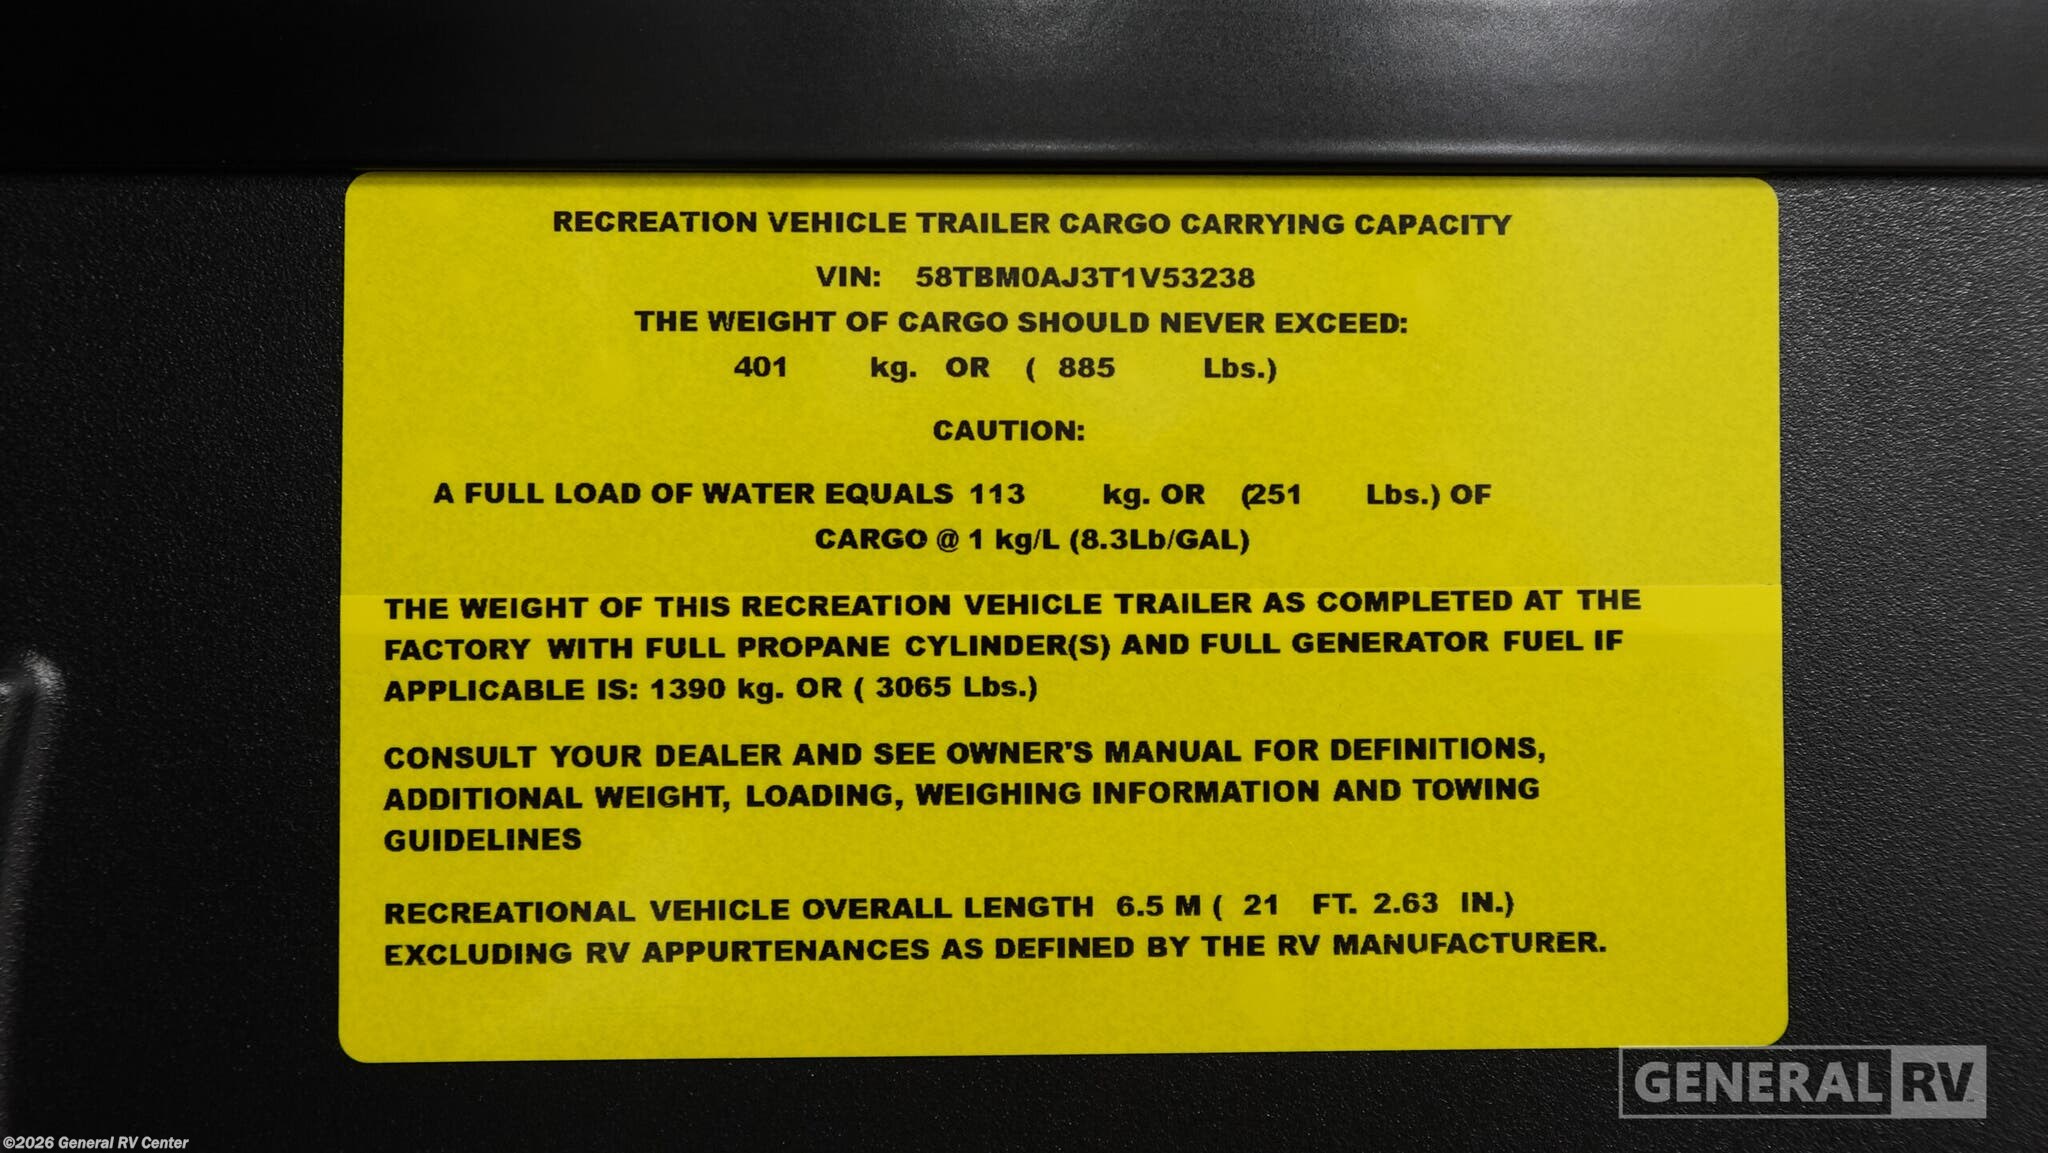 RECREATION VEHICLE TRAILER CARGO CARRYING CAPACITY
VIN: 58TBM0AJ3T1V53238
THE WEIGHT OF CARGO SHOULD NEVER EXCEED:
401 kg. OR ( 885 Lbs.)
CAUTION:
A FULL LOAD OF WATER EQUALS 113 kg. OR (251 Lbs.) OF
CARGO @ 1 kg/L (8.3Lb/GAL)
THE WEIGHT OF THIS RECREATION VEHICLE TRAILER AS COMPLETED AT THE
FACTORY WITH FULL PROPANE CYLINDER(S) AND FULL GENERATOR FUEL IF
APPLICABLE IS: 1390 kg. OR ( 3065 Lbs.)
CONSULT YOUR DEALER AND SEE OWNER'S MANUAL FOR DEFINITIONS,
ADDITIONAL WEIGHT, LOADING, WEIGHING INFORMATION AND TOWING
GUIDELINES
RECREATIONAL VEHICLE OVERALL LENGTH 6.5 M ( 21 FT. 2.63 IN.)
EXCLUDING RV APPURTENANCES AS DEFINED BY THE RV MANUFACTURER.
GENERAL RV
©2026 General RV Center